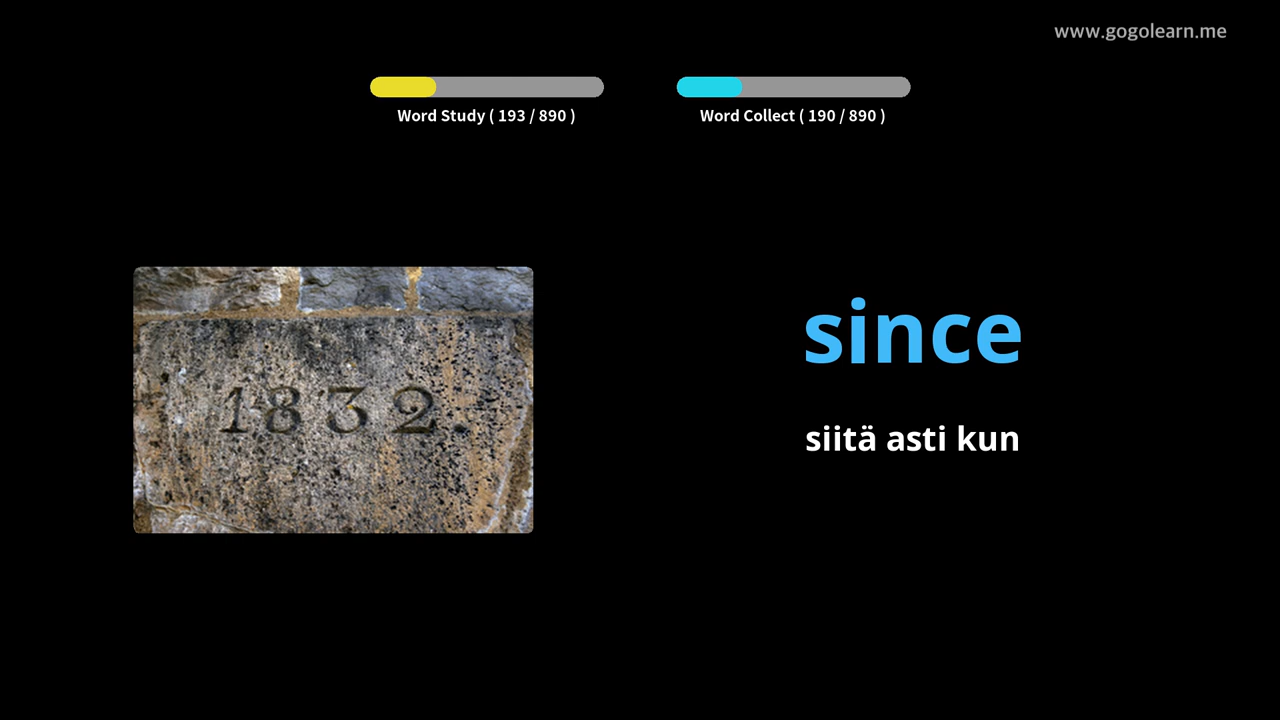 www.gogolearn.me
Word Study ( 193 / 890 )
Word Collect ( 190 / 890 )
1832.
since
siitä asti kun